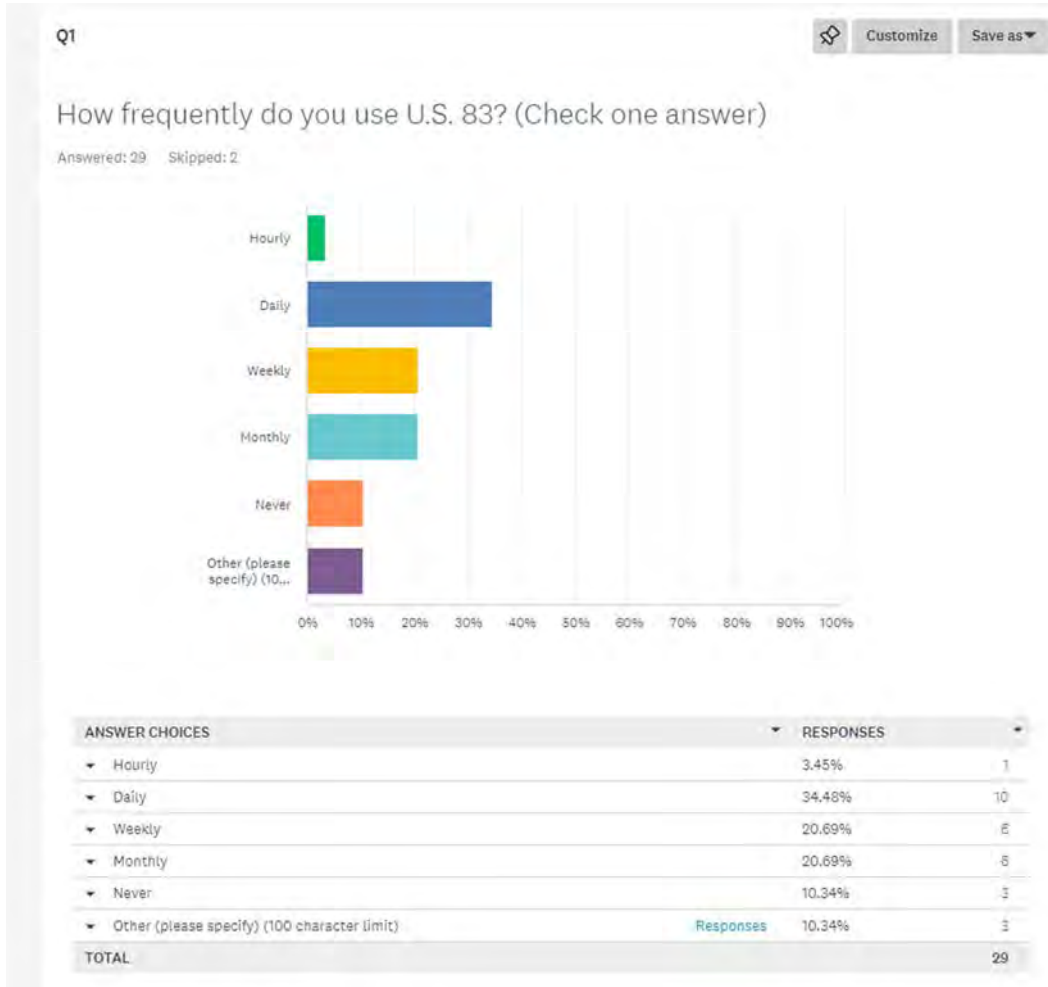 Q1 Customize Save as
How frequently do you use U.S. 83? (Check one answer)
Answered: 29 Skipped: 2
Hourly
Daily
Weekly
Monthly
Never
Other (please
specify) (10...
0% 10% 20% 30% 40% 50% 60% 70% 80% 90% 100%
ANSWER CHOICES RESPONSES
Hourly 3.45% 1
Daily 34.48% 10
Weekly 20.69% 6
Monthly 20.69% 6
Never 10.34% 3
Other (please specify) (100 character limit) Responses 10.34% 3
TOTAL 29